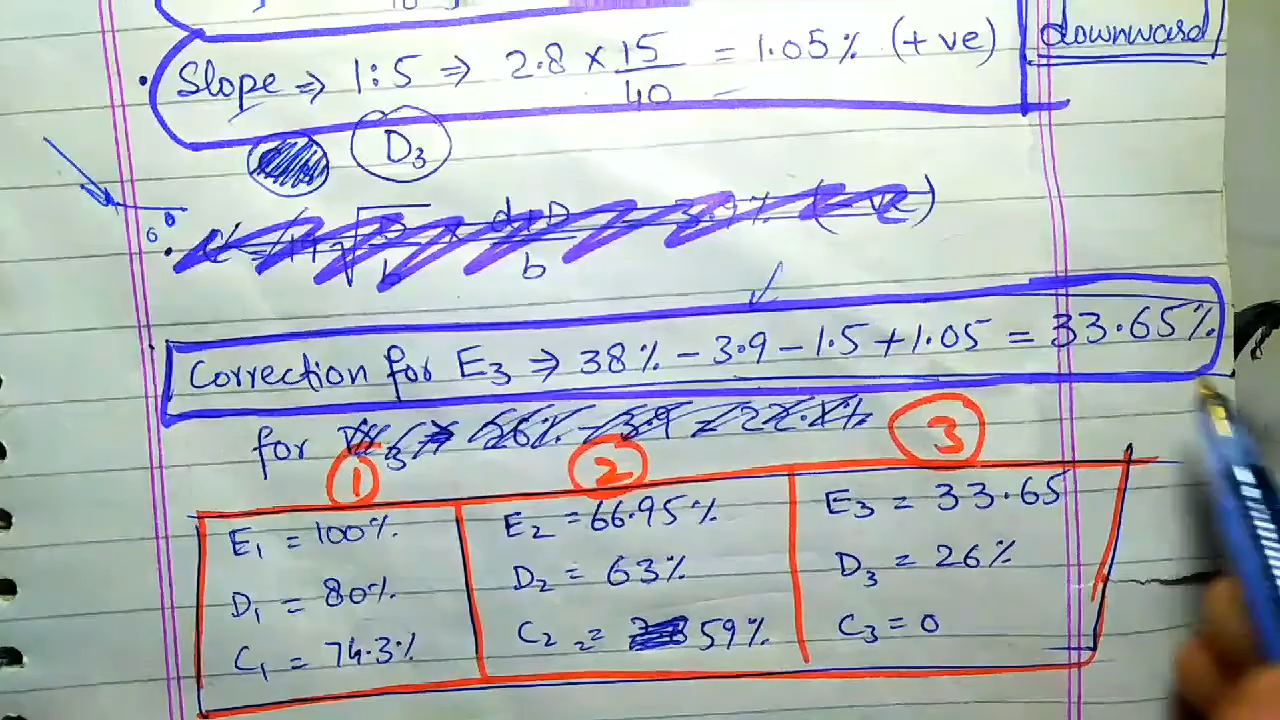 downward
• Slope ⇒ 1:5 ⇒ 2.8 × 15/40 = 1.05% (+ve)
D₃
Correction for E₃ ⇒ 38% - 3.9 - 1.5 + 1.05 = 33.65%
for
① ② ③
E₁ = 100% E₂ = 66.95% E₃ = 33.65
D₁ = 80% D₂ = 63% D₃ = 26%
C₁ = 74.3% C₂ = 59% C₃ = 0